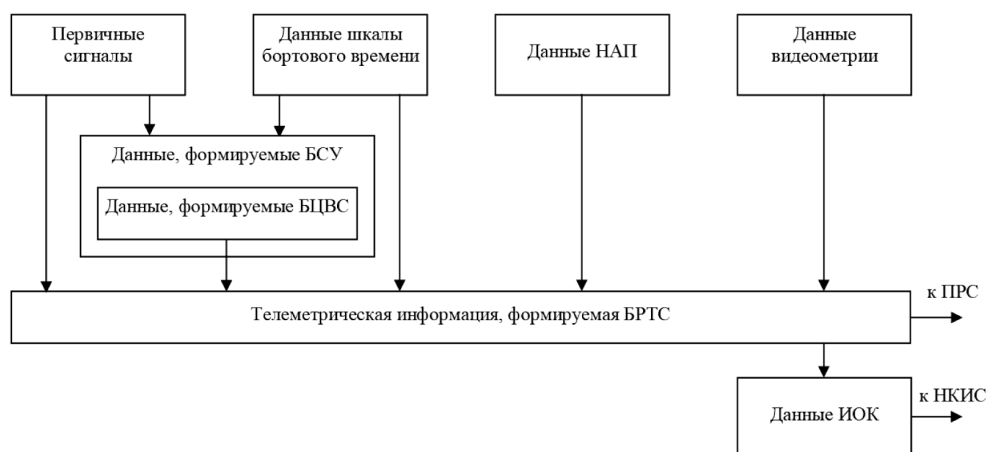 Первичные
сигналы
Данные шкалы
бортового времени
Данные НАП
Данные
видеометрии
Данные, формируемые БСУ
Данные, формируемые БЦВС
Телеметрическая информация, формируемая БРТС
к ПРС
Данные ИОК
к НКИС